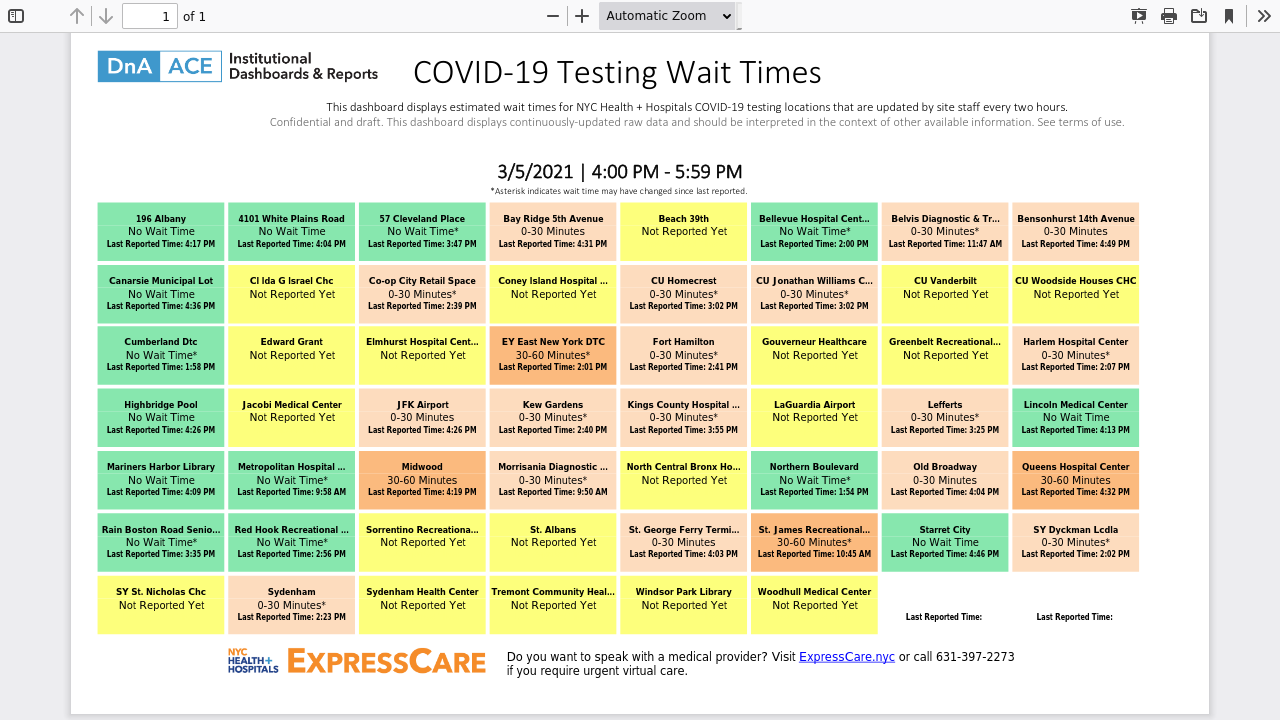 1 of 1 Automatic Zoom
DnA ACE Institutional
Dashboards & Reports
COVID-19 Testing Wait Times
This dashboard displays estimated wait times for NYC Health + Hospitals COVID-19 testing locations that are updated by site staff every two hours.
Confidential and draft. This dashboard displays continuously-updated raw data and should be interpreted in the context of other available information. See terms of use.
3/5/2021 | 4:00 PM - 5:59 PM
*Asterisk indicates wait time may have changed since last reported.
196 Albany
No Wait Time
Last Reported Time: 4:17 PM
4101 White Plains Road
No Wait Time
Last Reported Time: 4:04 PM
57 Cleveland Place
No Wait Time*
Last Reported Time: 3:47 PM
Bay Ridge 5th Avenue
0-30 Minutes
Last Reported Time: 4:31 PM
Beach 39th
Not Reported Yet
Bellevue Hospital Cent...
No Wait Time*
Last Reported Time: 2:00 PM
Belvis Diagnostic & Tr...
0-30 Minutes*
Last Reported Time: 11:47 AM
Bensonhurst 14th Avenue
0-30 Minutes
Last Reported Time: 4:49 PM
Canarsie Municipal Lot
No Wait Time
Last Reported Time: 4:36 PM
CI Ida G Israel Chc
Not Reported Yet
Co-op City Retail Space
0-30 Minutes*
Last Reported Time: 2:39 PM
Coney Island Hospital ...
Not Reported Yet
CU Homecrest
0-30 Minutes*
Last Reported Time: 3:02 PM
CU Jonathan Williams C...
0-30 Minutes*
Last Reported Time: 3:02 PM
CU Vanderbilt
Not Reported Yet
CU Woodside Houses CHC
Not Reported Yet
Cumberland Dtc
No Wait Time*
Last Reported Time: 1:58 PM
Edward Grant
Not Reported Yet
Elmhurst Hospital Cent...
Not Reported Yet
EY East New York DTC
30-60 Minutes*
Last Reported Time: 2:01 PM
Fort Hamilton
0-30 Minutes*
Last Reported Time: 2:41 PM
Gouverneur Healthcare
Not Reported Yet
Greenbelt Recreational...
Not Reported Yet
Harlem Hospital Center
0-30 Minutes*
Last Reported Time: 2:07 PM
Highbridge Pool
No Wait Time
Last Reported Time: 4:26 PM
Jacobi Medical Center
Not Reported Yet
JFK Airport
0-30 Minutes
Last Reported Time: 4:26 PM
Kew Gardens
0-30 Minutes*
Last Reported Time: 2:40 PM
Kings County Hospital ...
0-30 Minutes*
Last Reported Time: 3:55 PM
LaGuardia Airport
Not Reported Yet
Lefferts
0-30 Minutes*
Last Reported Time: 3:25 PM
Lincoln Medical Center
No Wait Time
Last Reported Time: 4:13 PM
Mariners Harbor Library
No Wait Time
Last Reported Time: 4:09 PM
Metropolitan Hospital ...
No Wait Time*
Last Reported Time: 9:58 AM
Midwood
30-60 Minutes
Last Reported Time: 4:19 PM
Morrisania Diagnostic ...
0-30 Minutes*
Last Reported Time: 9:50 AM
North Central Bronx Ho...
Not Reported Yet
Northern Boulevard
No Wait Time*
Last Reported Time: 1:54 PM
Old Broadway
0-30 Minutes
Last Reported Time: 4:04 PM
Queens Hospital Center
30-60 Minutes
Last Reported Time: 4:32 PM
Rain Boston Road Senio...
No Wait Time*
Last Reported Time: 3:35 PM
Red Hook Recreational ...
No Wait Time*
Last Reported Time: 2:56 PM
Sorrentino Recreationa...
Not Reported Yet
St. Albans
Not Reported Yet
St. George Ferry Termi...
0-30 Minutes
Last Reported Time: 4:03 PM
St. James Recreational...
30-60 Minutes*
Last Reported Time: 10:45 AM
Starret City
No Wait Time
Last Reported Time: 4:46 PM
SY Dyckman Lcdla
0-30 Minutes*
Last Reported Time: 2:02 PM
SY St. Nicholas Chc
Not Reported Yet
Sydenham
0-30 Minutes*
Last Reported Time: 2:23 PM
Sydenham Health Center
Not Reported Yet
Tremont Community Heal...
Not Reported Yet
Windsor Park Library
Not Reported Yet
Woodhull Medical Center
Not Reported Yet
Last Reported Time:
Last Reported Time:
NYC
HEALTH+
HOSPITALS
EXPRESSCARE
Do you want to speak with a medical provider? Visit ExpressCare.nyc or call 631-397-2273
if you require urgent virtual care.